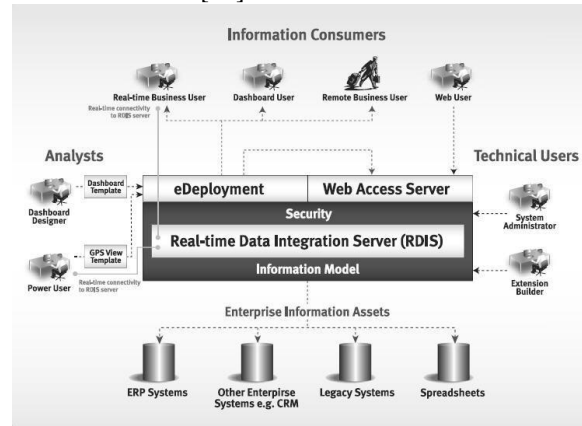 Information Consumers
Real-time Business User
Dashboard User
Remote Business User
Web User
Real-time connectivity
to RDIS server
Analysts
Technical Users
Dashboard
Template
eDeployment
Web Access Server
Dashboard
Designer
Security
System
Administrator
Real-time Data Integration Server (RDIS)
GPS View
Template
Information Model
Power User
Real-time connectivity
to RDIS server
Extension
Builder
Enterprise Information Assets
ERP Systems
Other Enterpirse
Systems e.g. CRM
Legacy Systems
Spreadsheets